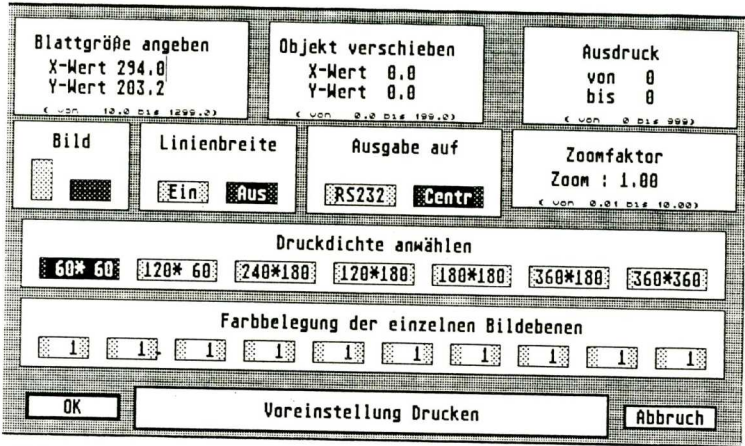 Blattgröße angeben
X-Wert 294.0
Y-Wert 203.2
( von 10.0 bis 1299.0)
Objekt verschieben
X-Wert 0.0
Y-Wert 0.0
( von 0.0 bis 199.0)
Ausdruck
von 0
bis 0
( von 0 bis 999)
Bild
Linienbreite
Ein Aus
Ausgabe auf
RS232 Centr
Zoomfaktor
Zoom : 1.00
( von 0.01 bis 10.00)
Druckdichte anwählen
60* 60 120* 60 240*180 120*180 180*180 360*180 360*360
Farbbelegung der einzelnen Bildebenen
1 1 1 1 1 1 1 1 1 1
OK
Voreinstellung Drucken
Abbruch